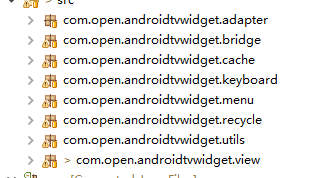 > src
com.open.androidtvwidget.adapter
com.open.androidtvwidget.bridge
com.open.androidtvwidget.cache
com.open.androidtvwidget.keyboard
com.open.androidtvwidget.menu
com.open.androidtvwidget.recycle
com.open.androidtvwidget.utils
> com.open.androidtvwidget.view